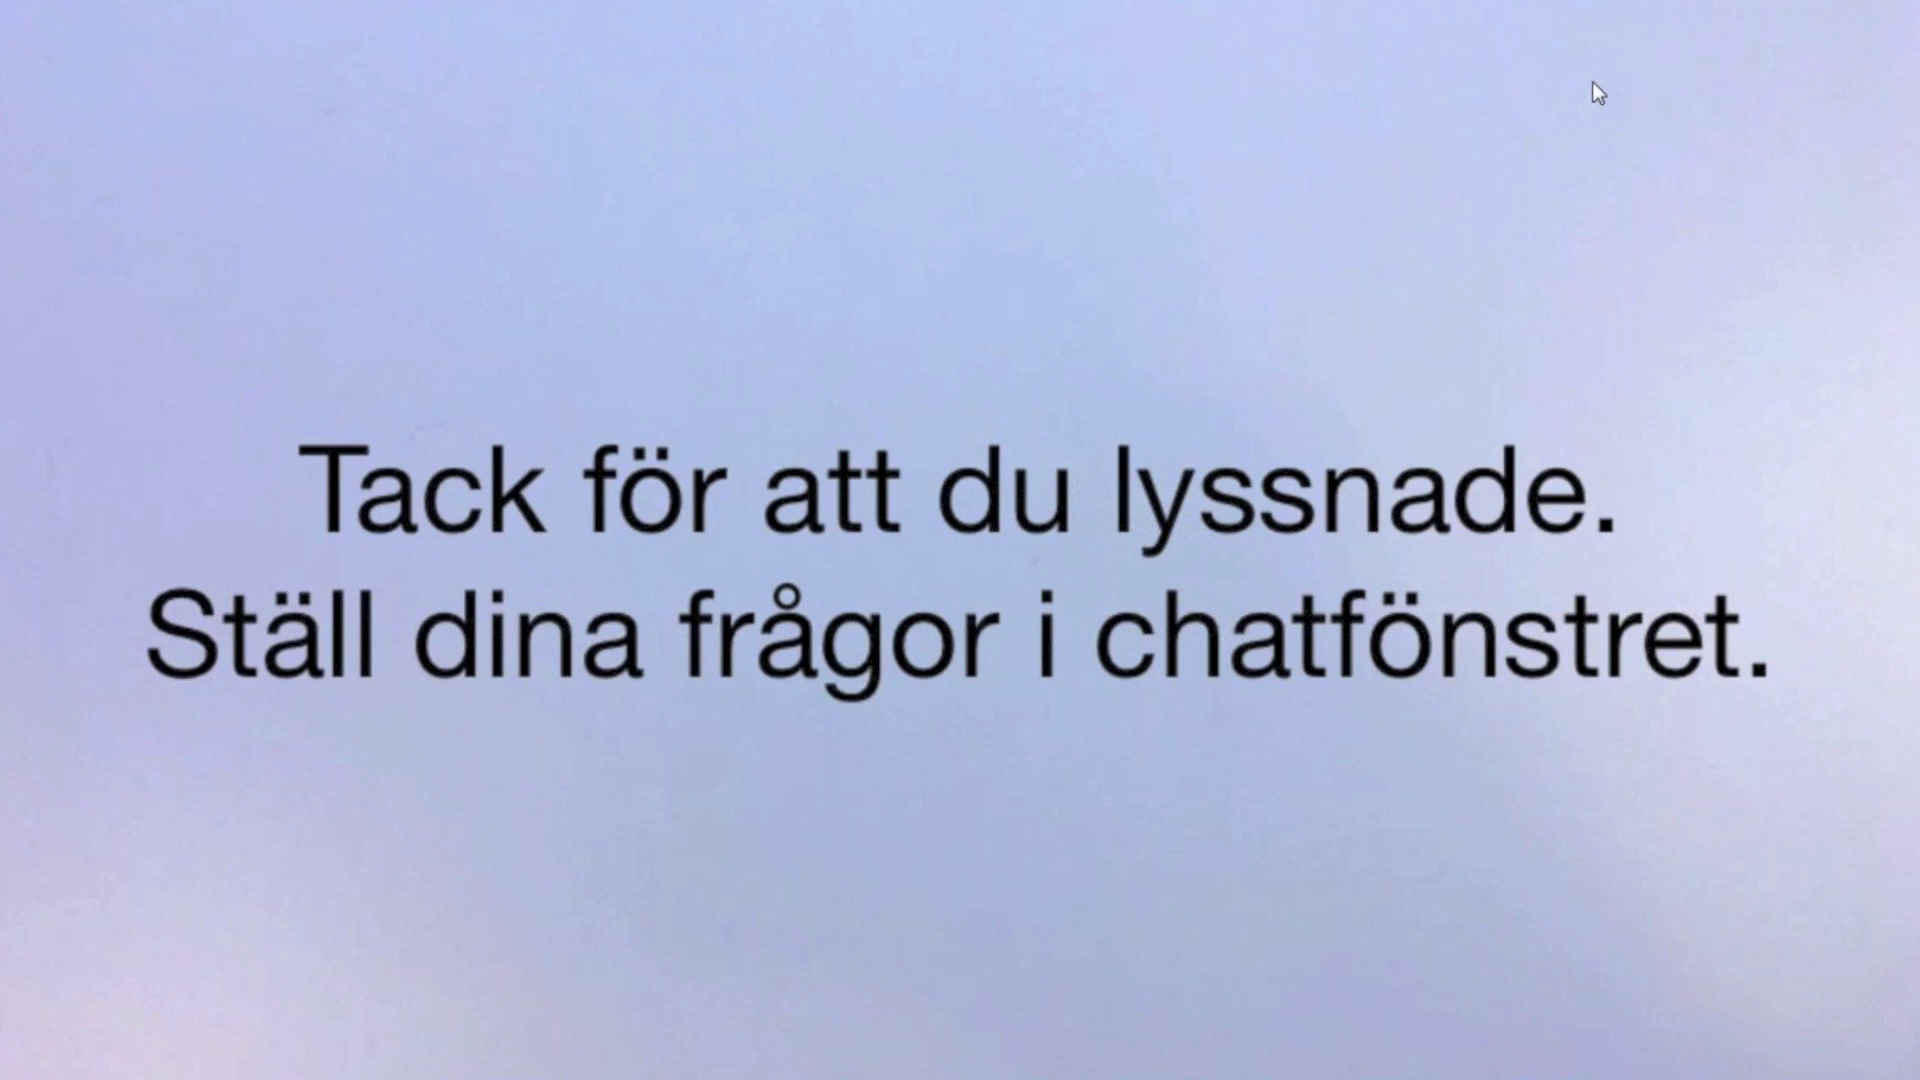 Tack för att du lyssnade.
Ställ dina frågor i chatfönstret.